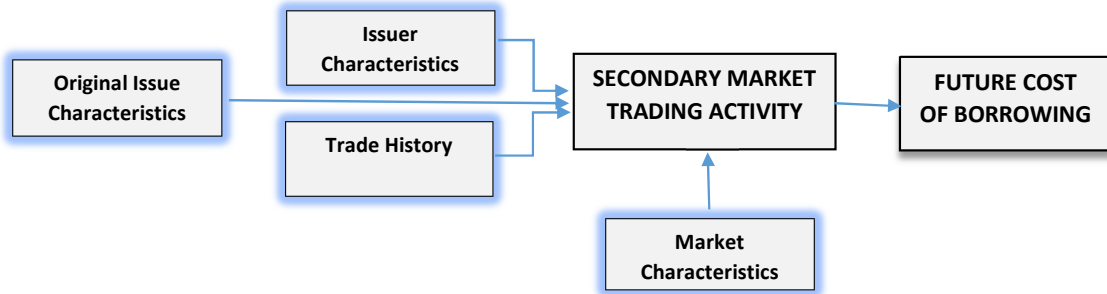 Issuer
Characteristics
Original Issue
Characteristics
Trade History
SECONDARY MARKET
TRADING ACTIVITY
FUTURE COST
OF BORROWING
Market
Characteristics